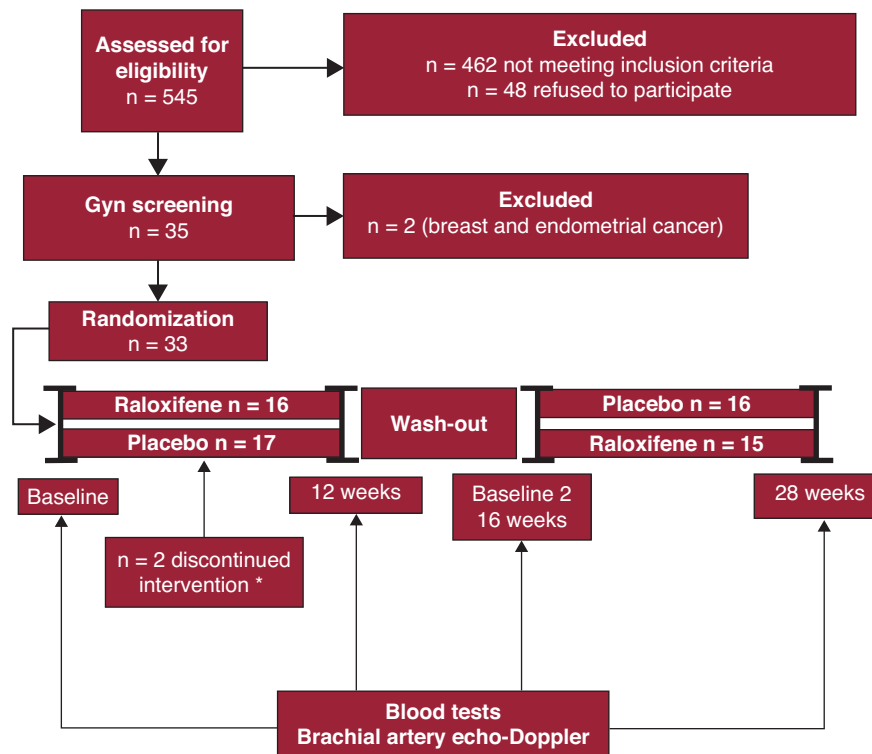 Assessed for
eligibility
n = 545
Excluded
n = 462 not meeting inclusion criteria
n = 48 refused to participate
Gyn screening
n = 35
Excluded
n = 2 (breast and endometrial cancer)
Randomization
n = 33
Raloxifene n = 16
Placebo n = 17
Wash-out
Placebo n = 16
Raloxifene n = 15
Baseline
12 weeks
Baseline 2
16 weeks
28 weeks
n = 2 discontinued
intervention *
Blood tests
Brachial artery echo-Doppler